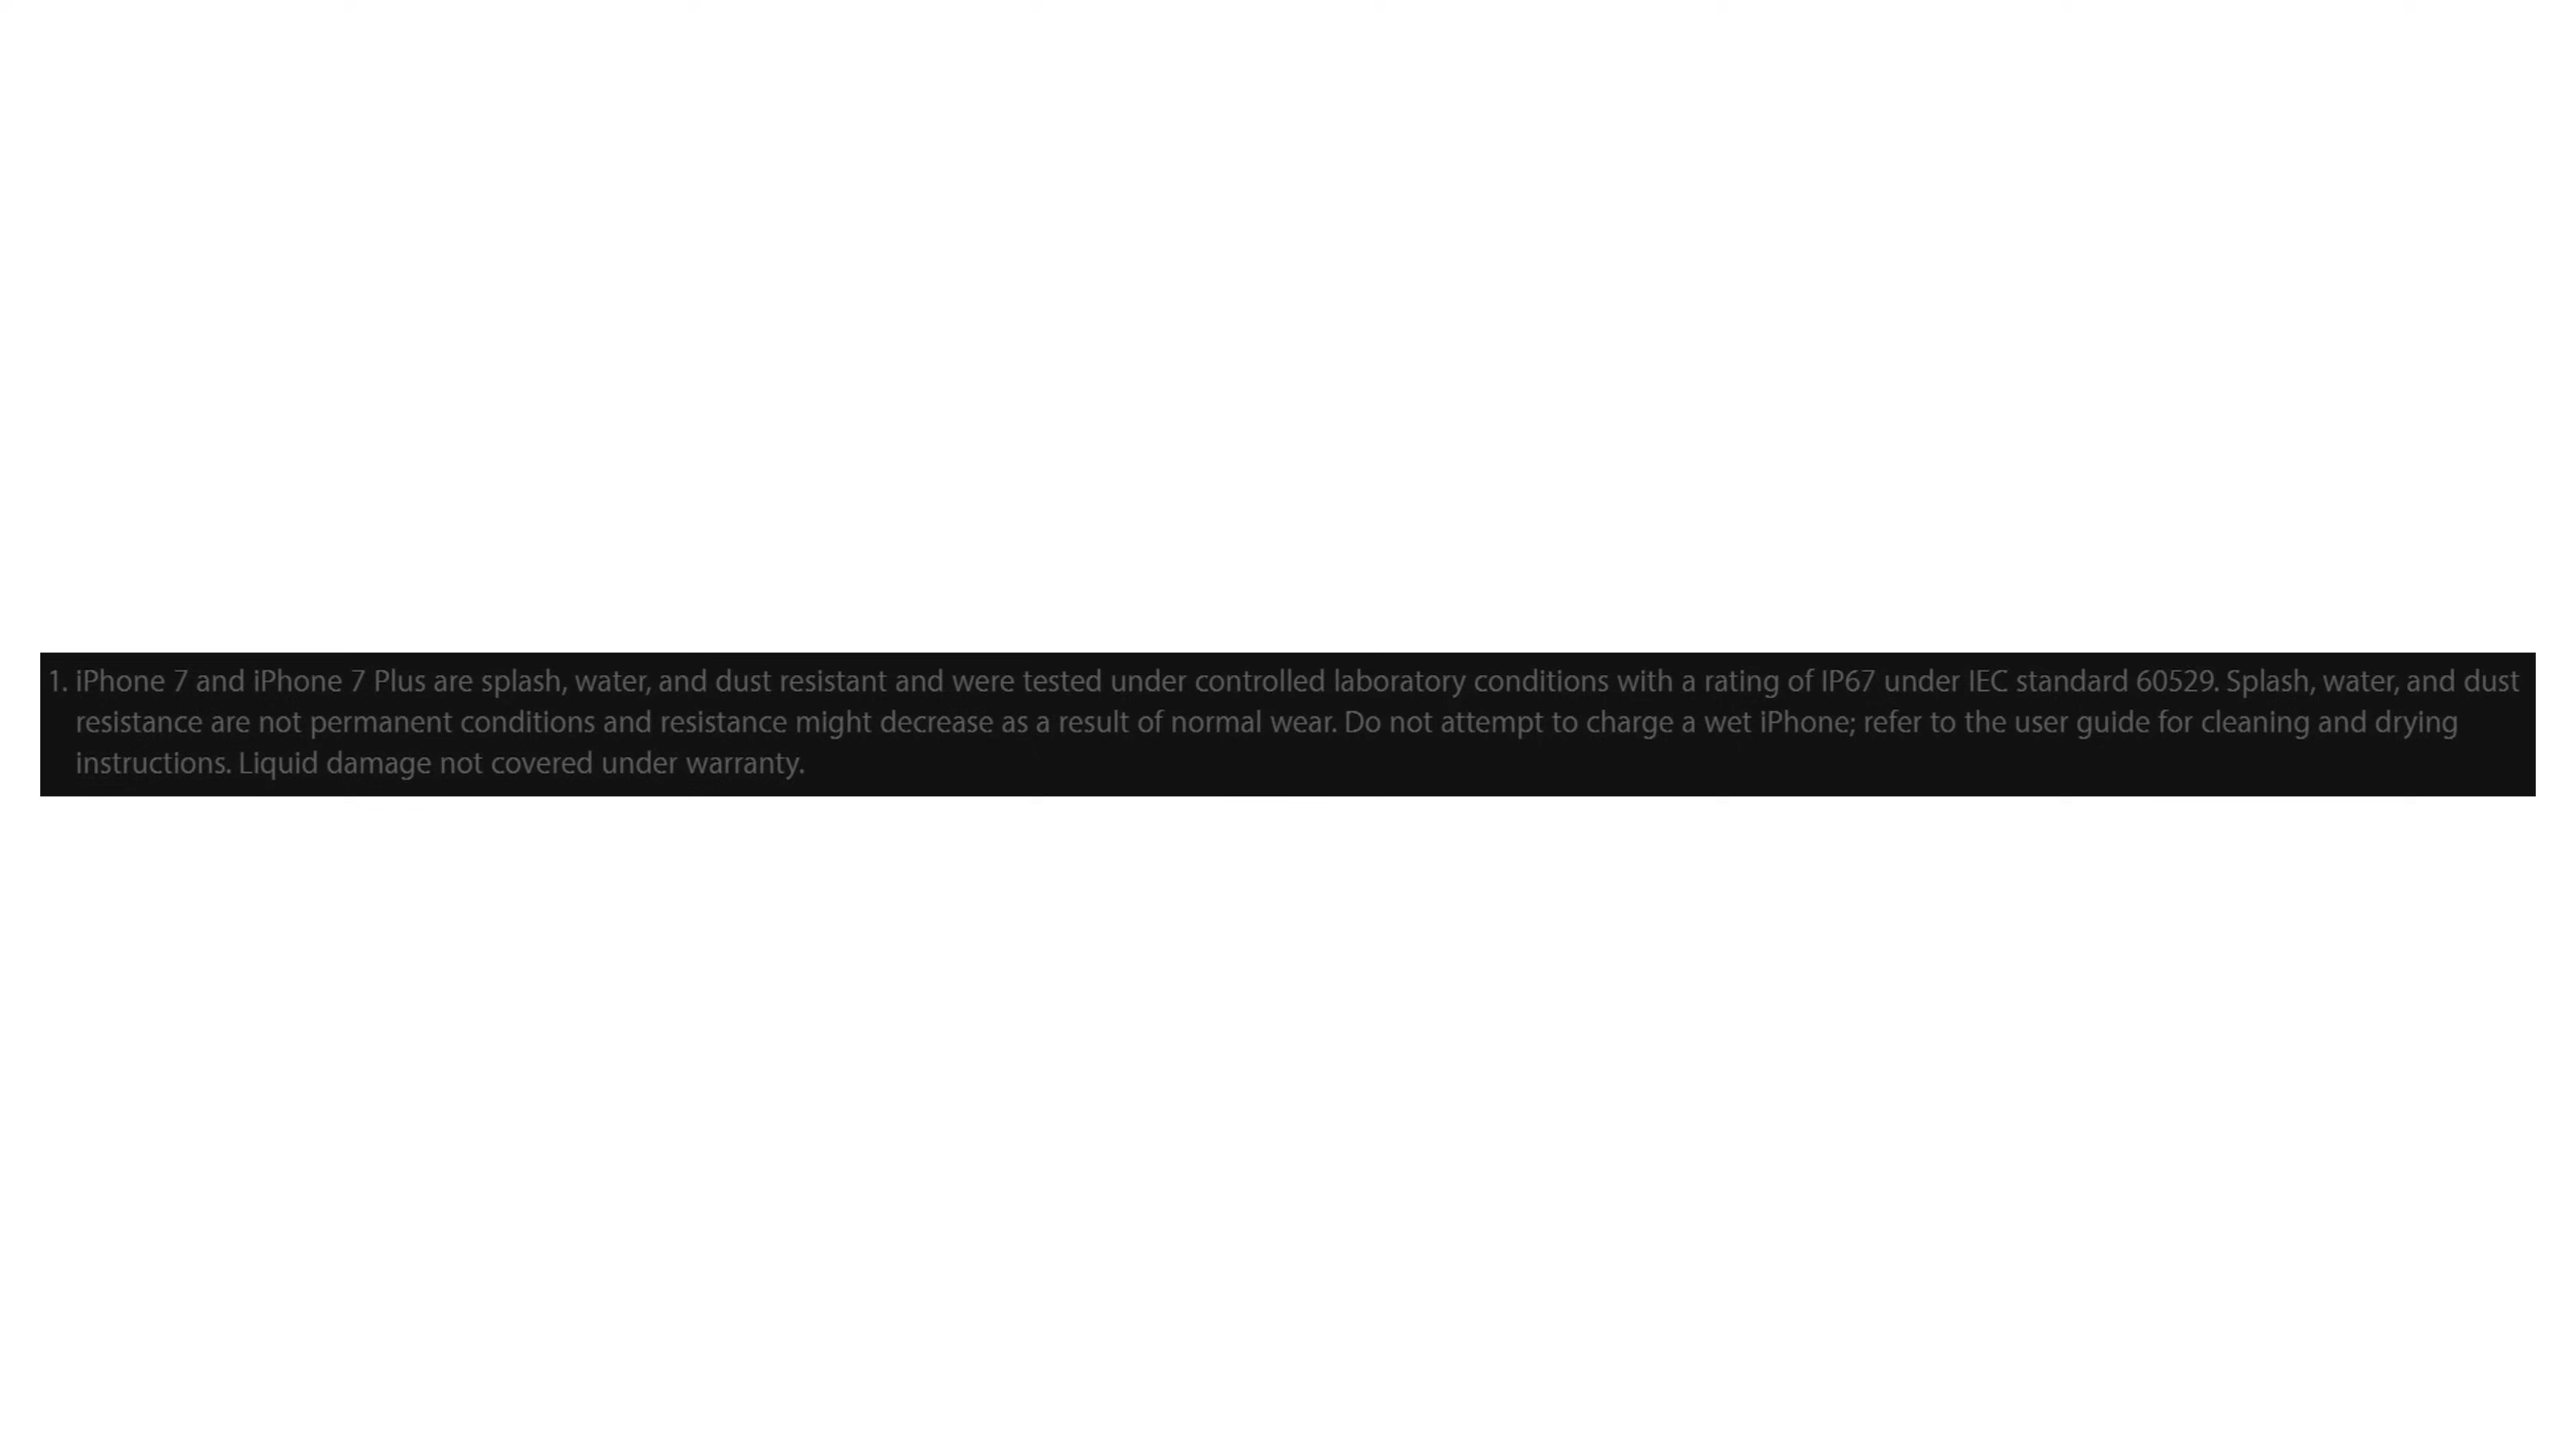 1. iPhone 7 and iPhone 7 Plus are splash, water, and dust resistant and were tested under controlled laboratory conditions with a rating of IP67 under IEC standard 60529. Splash, water, and dust
resistance are not permanent conditions and resistance might decrease as a result of normal wear. Do not attempt to charge a wet iPhone; refer to the user guide for cleaning and drying
instructions. Liquid damage not covered under warranty.